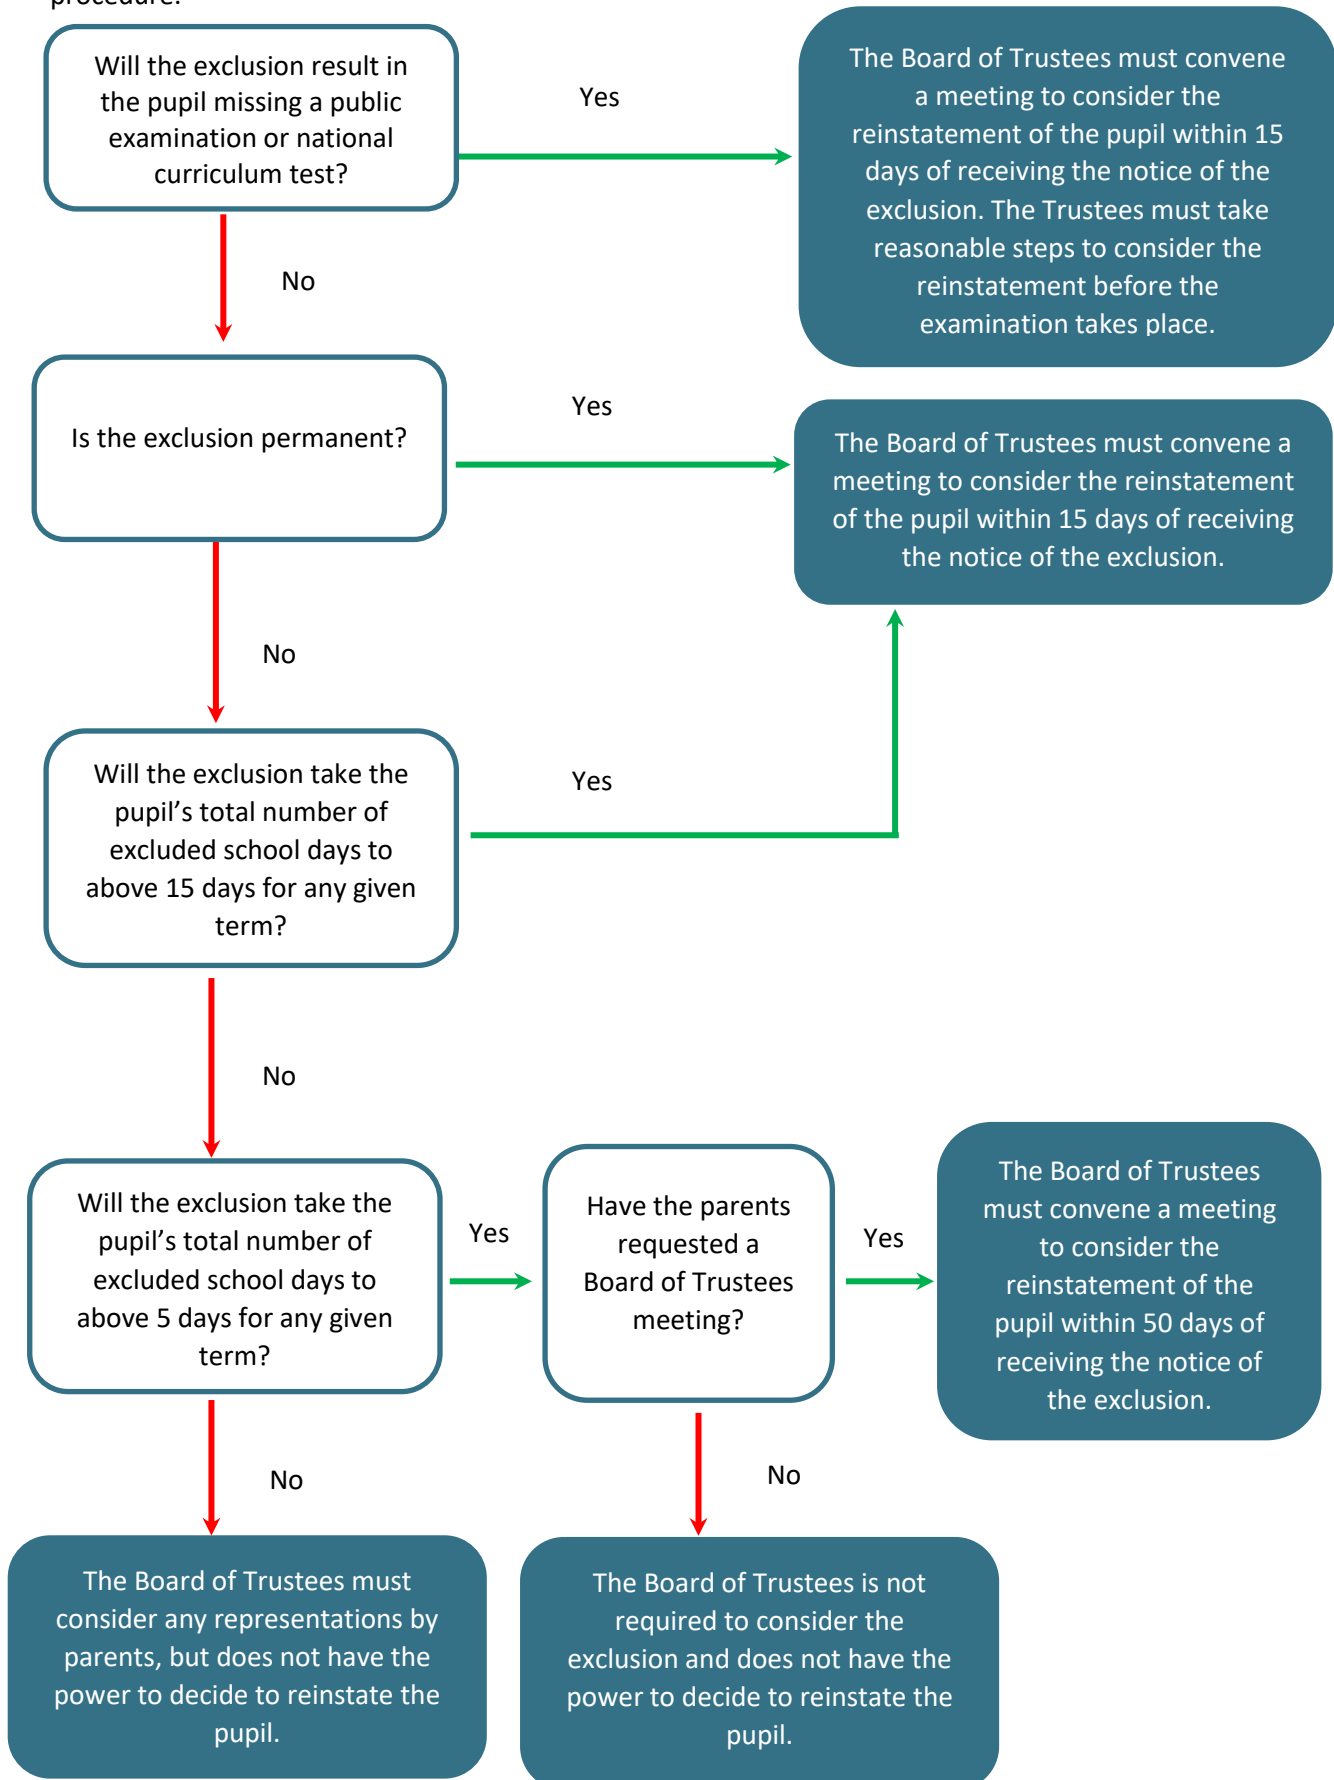 procedure.
Will the exclusion result in
the pupil missing a public
examination or national
curriculum test?
Yes
The Board of Trustees must convene
a meeting to consider the
reinstatement of the pupil within 15
days of receiving the notice of the
exclusion. The Trustees must take
reasonable steps to consider the
reinstatement before the
examination takes place.
No
Is the exclusion permanent?
Yes
The Board of Trustees must convene a
meeting to consider the reinstatement
of the pupil within 15 days of receiving
the notice of the exclusion.
No
Will the exclusion take the
pupil’s total number of
excluded school days to
above 15 days for any given
term?
Yes
No
Will the exclusion take the
pupil’s total number of
excluded school days to
above 5 days for any given
term?
Yes
Have the parents
requested a
Board of Trustees
meeting?
Yes
The Board of Trustees
must convene a meeting
to consider the
reinstatement of the
pupil within 50 days of
receiving the notice of
the exclusion.
No
No
The Board of Trustees must
consider any representations by
parents, but does not have the
power to decide to reinstate the
pupil.
The Board of Trustees is not
required to consider the
exclusion and does not have the
power to decide to reinstate the
pupil.